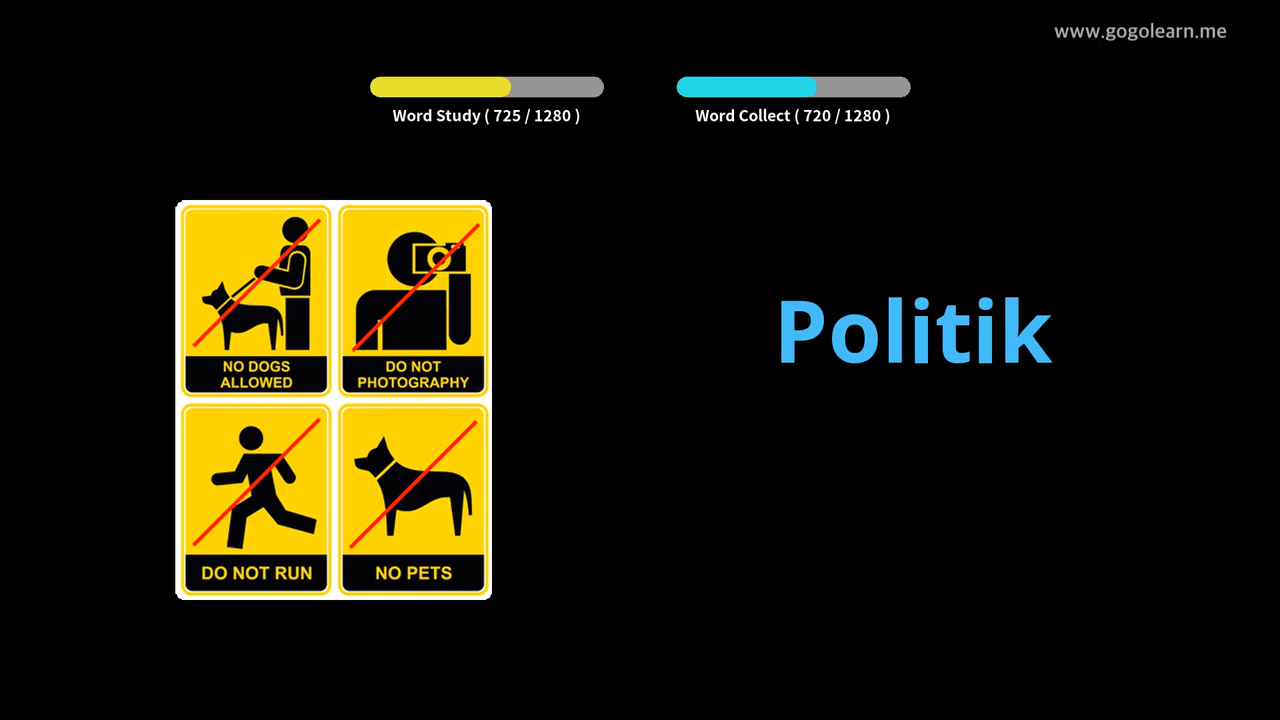 www.gogolearn.me
Word Study ( 725 / 1280 )
Word Collect ( 720 / 1280 )
NO DOGS
ALLOWED
DO NOT
PHOTOGRAPHY
DO NOT RUN
NO PETS
Politik